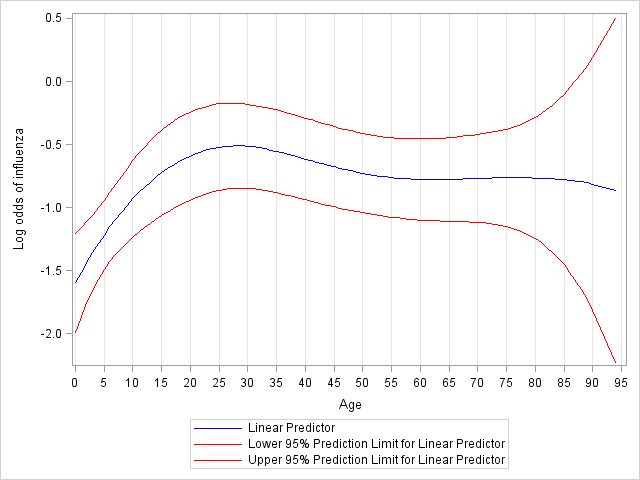 0.5
0.0
-0.5
-1.0
-1.5
-2.0
Log odds of influenza
0 5 10 15 20 25 30 35 40 45 50 55 60 65 70 75 80 85 90 95
Age
Linear Predictor
Lower 95% Prediction Limit for Linear Predictor
Upper 95% Prediction Limit for Linear Predictor